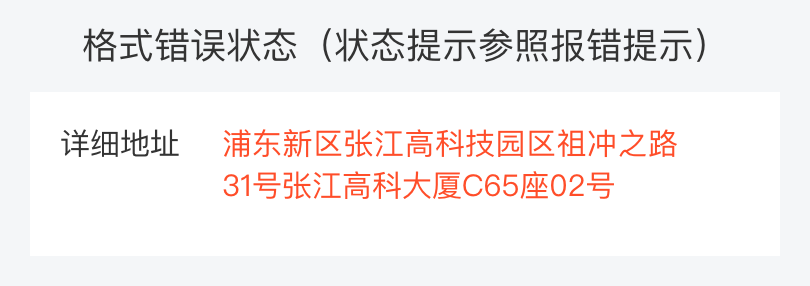 格式错误状态（状态提示参照报错提示）
详细地址 浦东新区张江高科技园区祖冲之路
31号张江高科大厦C65座02号